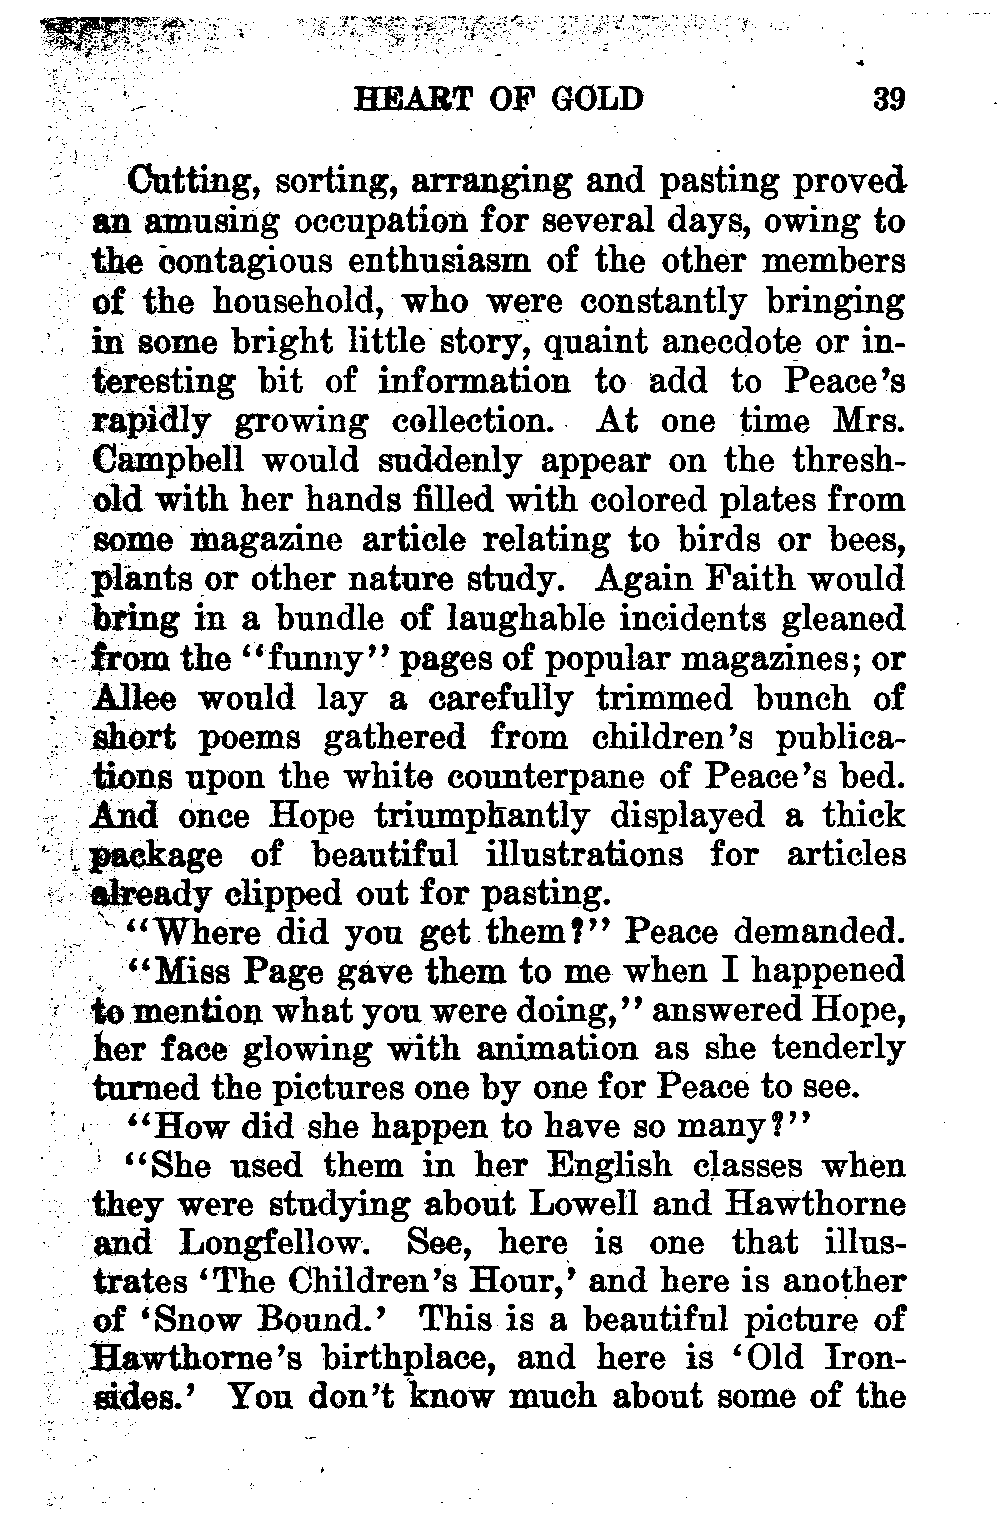 HEART OF GOLD 39
Cutting, sorting, arranging and pasting proved
an amusing occupation for several days, owing to
the contagious enthusiasm of the other members
of the household, who were constantly bringing
in some bright little story, quaint anecdote or in-
teresting bit of information to add to Peace's
rapidly growing collection. At one time Mrs.
Campbell would suddenly appear on the thresh-
old with her hands filled with colored plates from
some magazine article relating to birds or bees,
plants or other nature study. Again Faith would
bring in a bundle of laughable incidents gleaned
from the "funny" pages of popular magazines; or
Allee would lay a carefully trimmed bunch of
short poems gathered from children's publica-
tions upon the white counterpane of Peace's bed.
And once Hope triumphantly displayed a thick
package of beautiful illustrations for articles
already clipped out for pasting.
"Where did you get them?" Peace demanded.
"Miss Page gave them to me when I happened
to mention what you were doing," answered Hope,
her face glowing with animation as she tenderly
turned the pictures one by one for Peace to see.
"How did she happen to have so many?"
"She used them in her English classes when
they were studying about Lowell and Hawthorne
and Longfellow. See, here is one that illus-
trates 'The Children's Hour,' and here is another
of 'Snow Bound.' This is a beautiful picture of
Hawthorne's birthplace, and here is 'Old Iron-
sides.' You don't know much about some of the